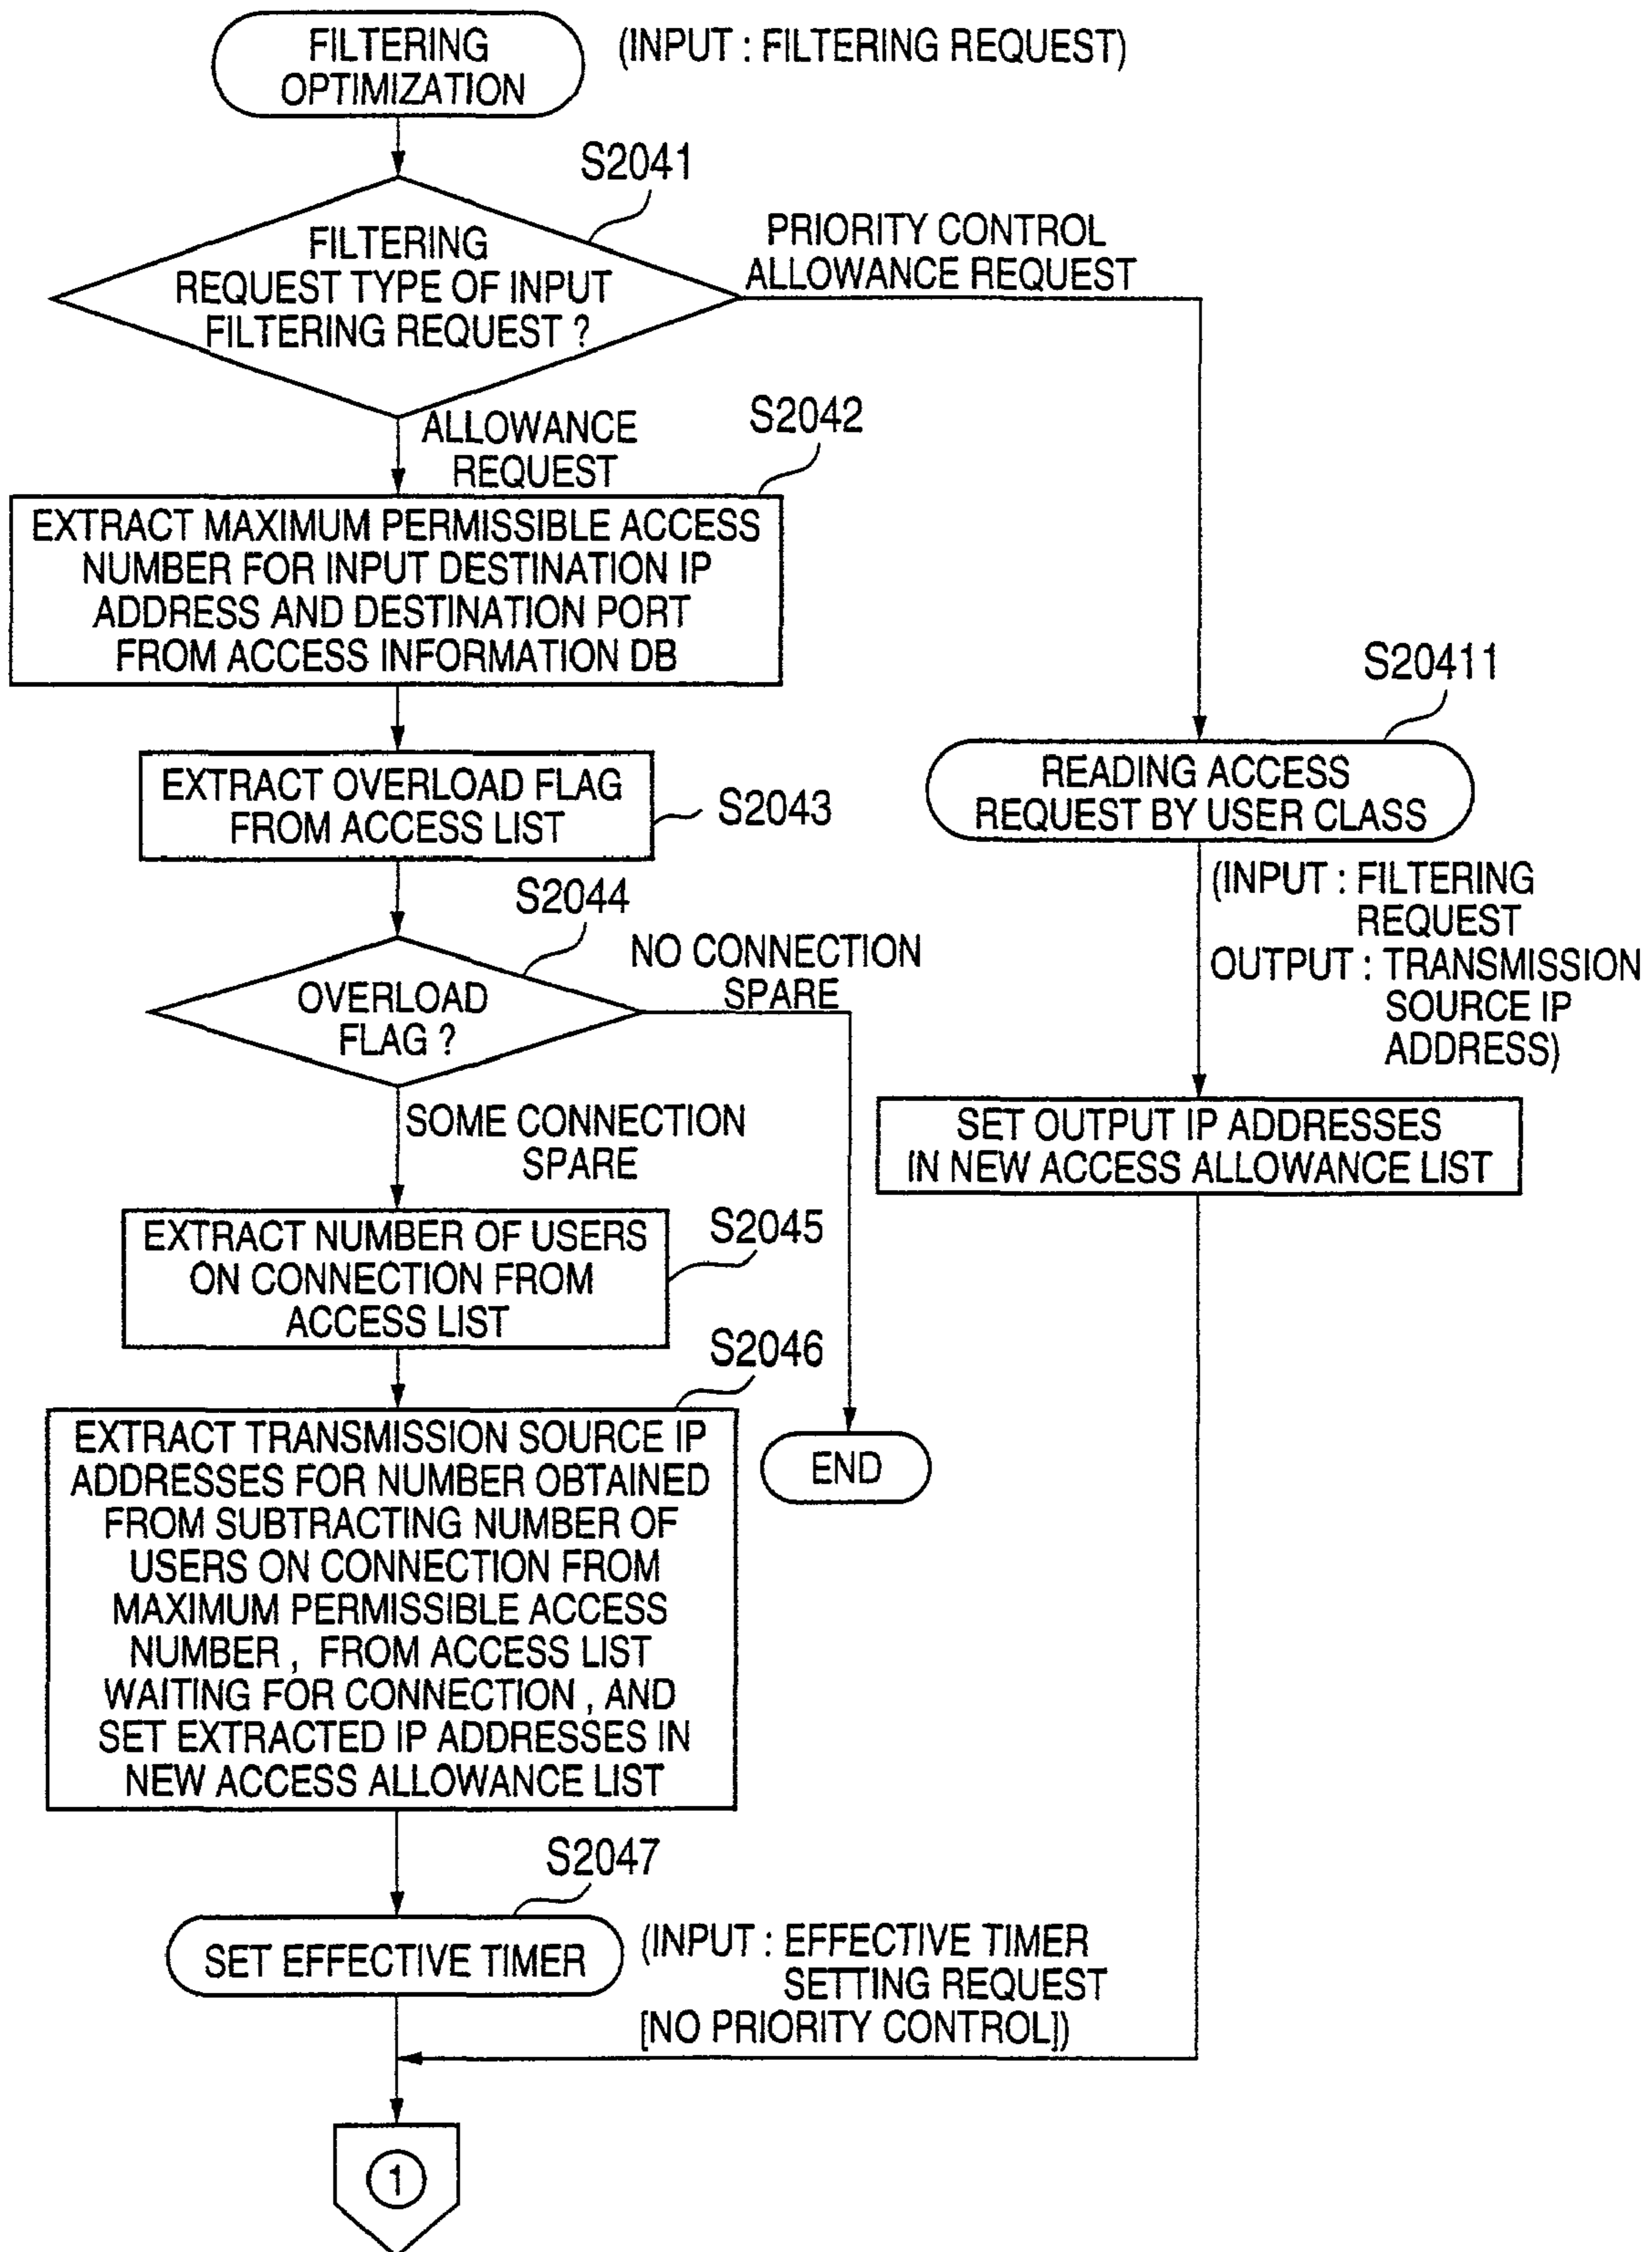 FILTERING
OPTIMIZATION
(INPUT : FILTERING REQUEST)
S2041
FILTERING
REQUEST TYPE OF INPUT
FILTERING REQUEST ?
PRIORITY CONTROL
ALLOWANCE REQUEST
ALLOWANCE
REQUEST
S2042
EXTRACT MAXIMUM PERMISSIBLE ACCESS
NUMBER FOR INPUT DESTINATION IP
ADDRESS AND DESTINATION PORT
FROM ACCESS INFORMATION DB
S20411
READING ACCESS
REQUEST BY USER CLASS
EXTRACT OVERLOAD FLAG
FROM ACCESS LIST
S2043
(INPUT : FILTERING
REQUEST
OUTPUT : TRANSMISSION
SOURCE IP
ADDRESS)
S2044
OVERLOAD
FLAG ?
NO CONNECTION
SPARE
SOME CONNECTION
SPARE
SET OUTPUT IP ADDRESSES
IN NEW ACCESS ALLOWANCE LIST
EXTRACT NUMBER OF USERS
ON CONNECTION FROM
ACCESS LIST
S2045
S2046
EXTRACT TRANSMISSION SOURCE IP
ADDRESSES FOR NUMBER OBTAINED
FROM SUBTRACTING NUMBER OF
USERS ON CONNECTION FROM
MAXIMUM PERMISSIBLE ACCESS
NUMBER , FROM ACCESS LIST
WAITING FOR CONNECTION , AND
SET EXTRACTED IP ADDRESSES IN
NEW ACCESS ALLOWANCE LIST
END
S2047
SET EFFECTIVE TIMER
(INPUT : EFFECTIVE TIMER
SETTING REQUEST
[NO PRIORITY CONTROL])
1